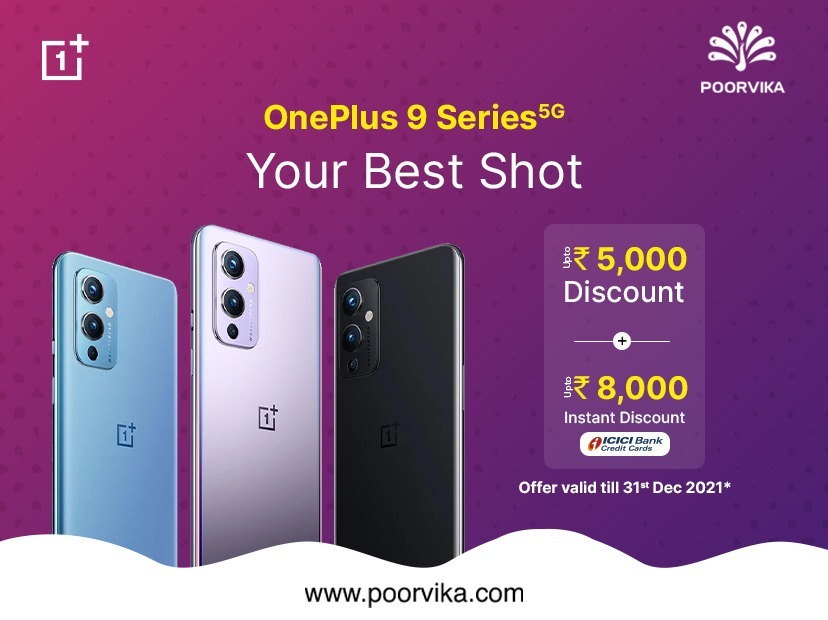 1+
POORVIKA
OnePlus 9 Series5G
Your Best Shot
Upto ₹ 5,000
Discount
+
Upto ₹ 8,000
Instant Discount
ICICI Bank
Credit Cards
Offer valid till 31st Dec 2021*
www.poorvika.com